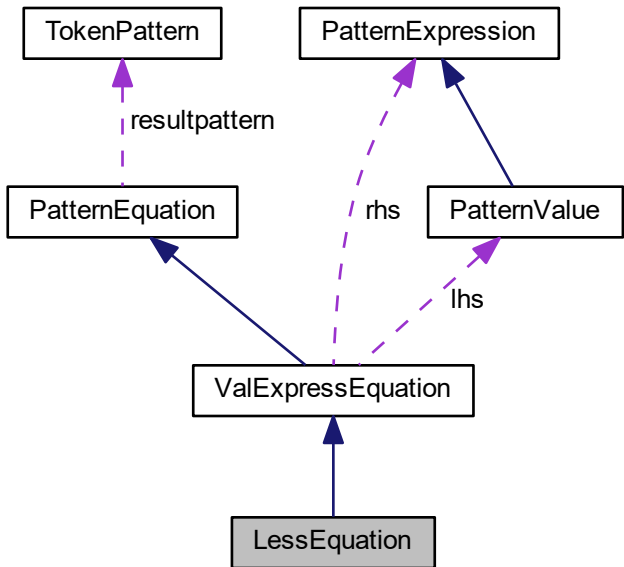 TokenPattern
PatternExpression
resultpattern
PatternEquation
rhs
PatternValue
lhs
ValExpressEquation
LessEquation